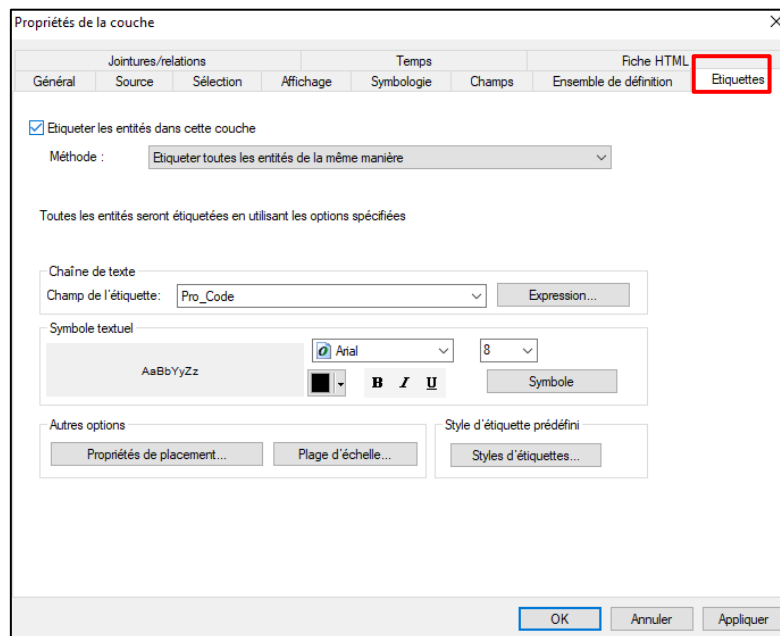 Propriétés de la couche
Jointures/relations Temps Fiche HTML
Général Source Sélection Affichage Symbologie Champs Ensemble de définition Etiquettes
Etiqueter les entités dans cette couche
Méthode : Etiqueter toutes les entités de la même manière
Toutes les entités seront étiquetées en utilisant les options spécifiées
Chaîne de texte
Champ de l'étiquette: Pro_Code Expression...
Symbole textuel
AaBbYyZz Arial 8
B I U Symbole
Autres options Style d'étiquette prédéfini
Propriétés de placement... Plage d'échelle... Styles d'étiquettes...
OK Annuler Appliquer